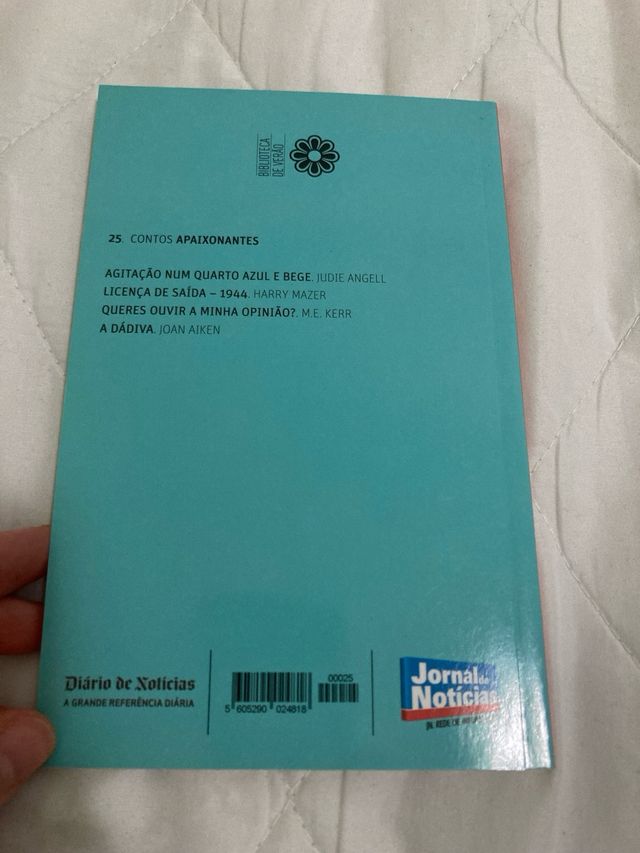 BIBLIOTECA
DE VERÃO
25. CONTOS APAIXONANTES
AGITAÇÃO NUM QUARTO AZUL E BEGE. JUDIE ANGELL
LICENÇA DE SAÍDA – 1944. HARRY MAZER
QUERES OUVIR A MINHA OPINIÃO?. M.E. KERR
A DÁDIVA. JOAN AIKEN
Diário de Notícias
A GRANDE REFERÊNCIA DIÁRIA
00025
5 605290 024818
Jornal de
Notícias